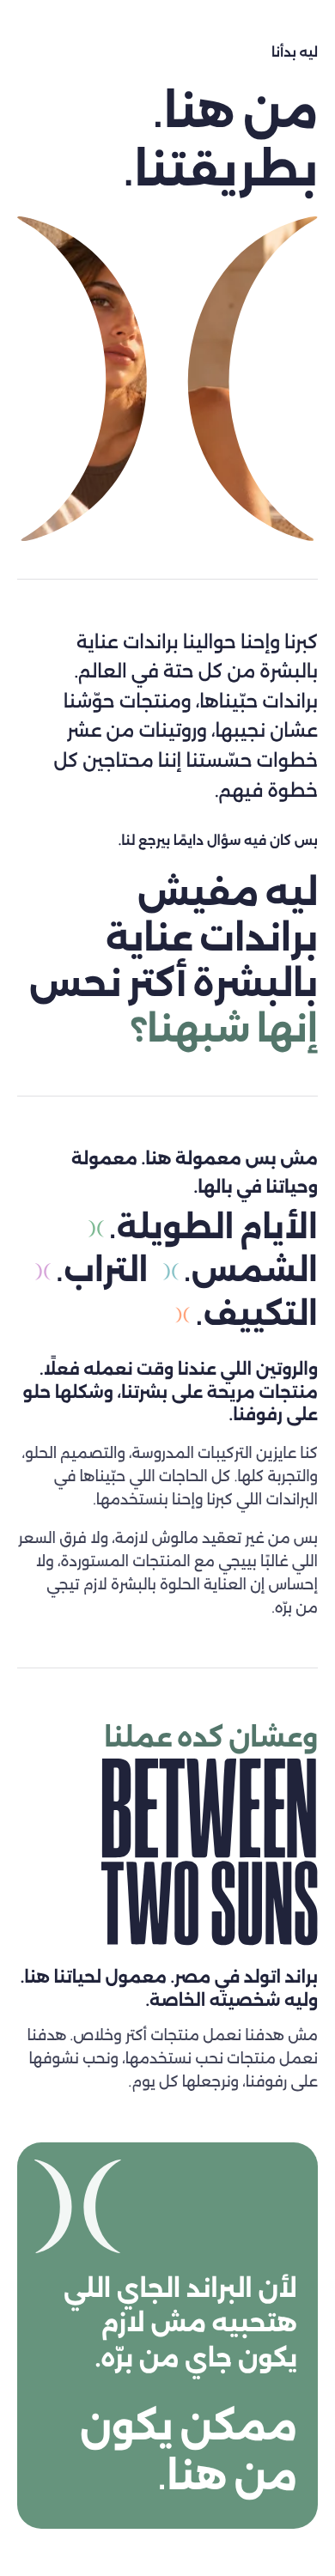 ليه بدأنا
من هنا.
بطريقتنا.
كبرنا وإحنا حوالينا براندات عناية
بالبشرة من كل حتة في العالم.
براندات حبّيناها، ومنتجات حوّشنا
عشان نجيبها، وروتينات من عشر
خطوات حسّستنا إننا محتاجين كل
خطوة فيهم.
بس كان فيه سؤال دايمًا بيرجع لنا.
ليه مفيش
براندات عناية
بالبشرة أكتر نحس
إنها شبهنا؟
مش بس معمولة هنا. معمولة
وحياتنا في بالها.
الأيام الطويلة.
الشمس. التراب.
التكييف.
والروتين اللي عندنا وقت نعمله فعلًا.
منتجات مريحة على بشرتنا، وشكلها حلو
على رفوفنا.
كنا عايزين التركيبات المدروسة، والتصميم الحلو،
والتجربة كلها. كل الحاجات اللي حبّيناها في
البراندات اللي كبرنا وإحنا بنستخدمها.
بس من غير تعقيد مالوش لازمة، ولا فرق السعر
اللي غالبًا بييجي مع المنتجات المستوردة، ولا
إحساس إن العناية الحلوة بالبشرة لازم تيجي
من برّه.
وعشان كده عملنا
BETWEEN
TWO SUNS
براند اتولد في مصر. معمول لحياتنا هنا.
وليه شخصيته الخاصة.
مش هدفنا نعمل منتجات أكتر وخلاص. هدفنا
نعمل منتجات نحب نستخدمها، ونحب نشوفها
على رفوفنا، ونرجعلها كل يوم.
لأن البراند الجاي اللي
هتحبيه مش لازم
يكون جاي من برّه.
ممكن يكون
من هنا.